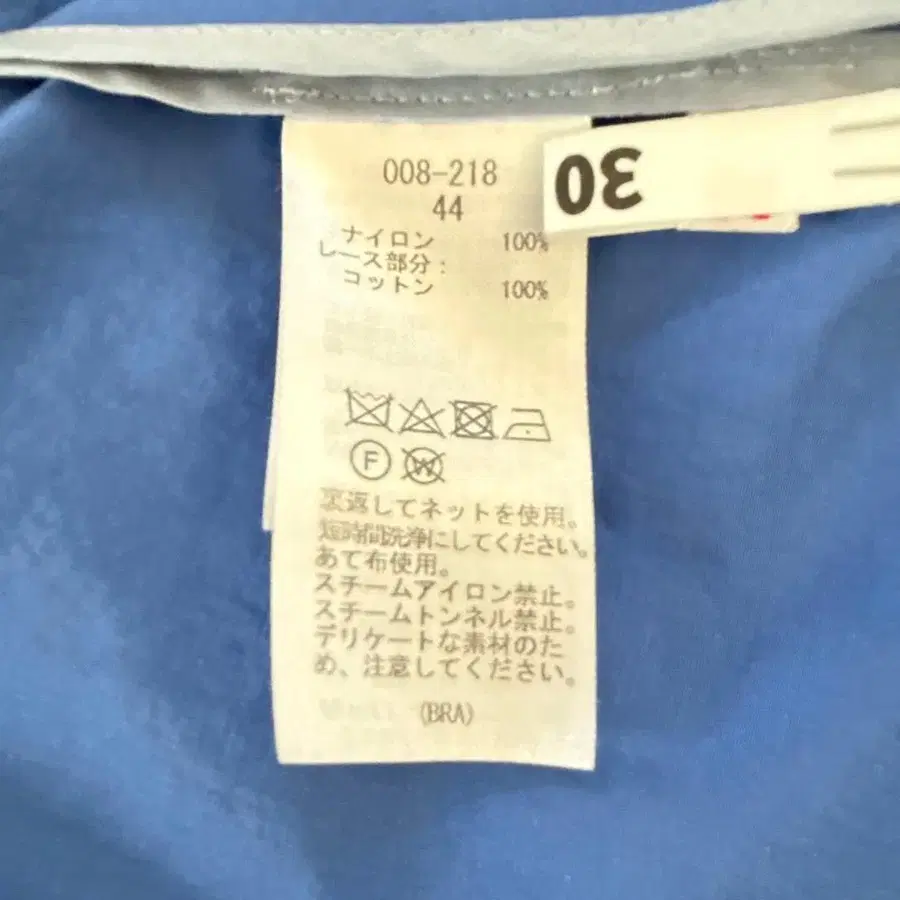 008-218
30
44
ナイロン 100%
レース部分：
コットン 100%
F
W
裏返してネットを使用。
短時間洗浄にしてください。
あて布使用。
スチームアイロン禁止。
スチームトンネル禁止。
デリケートな素材のた
め、注意してください。
(BRA)